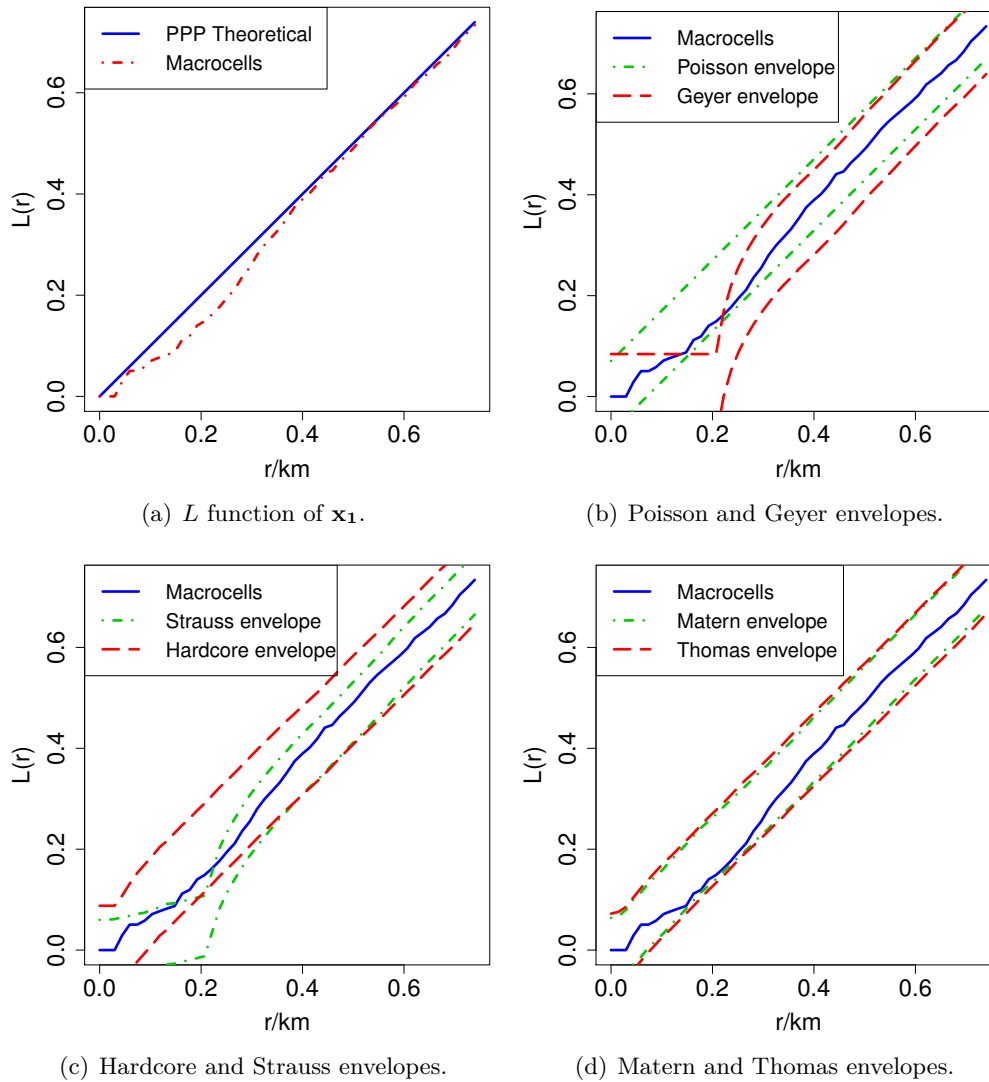 PPP Theoretical
Macrocells
L(r)
0.0 0.2 0.4 0.6
0.0 0.2 0.4 0.6
r/km
(a) L function of x1.
Macrocells
Poisson envelope
Geyer envelope
L(r)
0.0 0.2 0.4 0.6
0.0 0.2 0.4 0.6
r/km
(b) Poisson and Geyer envelopes.
Macrocells
Strauss envelope
Hardcore envelope
L(r)
0.0 0.2 0.4 0.6
0.0 0.2 0.4 0.6
r/km
(c) Hardcore and Strauss envelopes.
Macrocells
Matern envelope
Thomas envelope
L(r)
0.0 0.2 0.4 0.6
0.0 0.2 0.4 0.6
r/km
(d) Matern and Thomas envelopes.